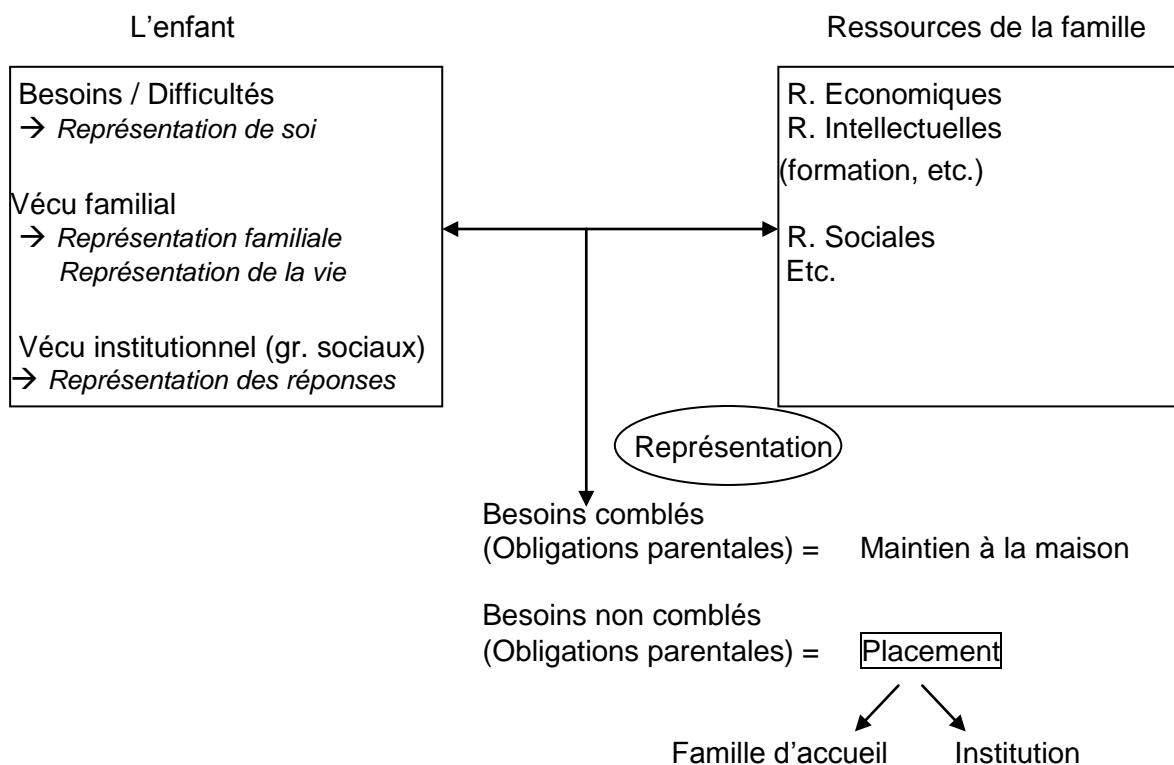 L’enfant
Ressources de la famille
Besoins / Difficultés
→ Représentation de soi
Vécu familial
→ Représentation familiale
Représentation de la vie
Vécu institutionnel (gr. sociaux)
→ Représentation des réponses
R. Economiques
R. Intellectuelles
(formation, etc.)
R. Sociales
Etc.
Représentation
Besoins comblés
(Obligations parentales) = Maintien à la maison
Besoins non comblés
(Obligations parentales) = Placement
Famille d’accueil Institution